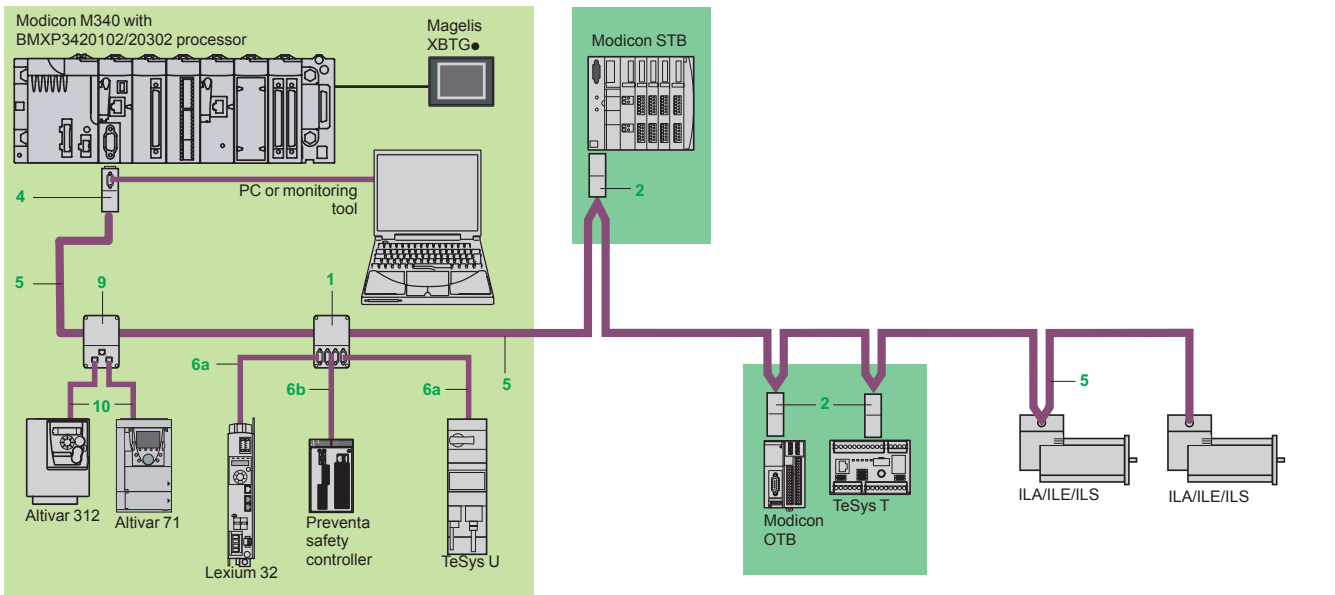 Modicon M340 with
BMXP3420102/20302 processor
Magelis
XBTG●
Modicon STB
4
PC or monitoring
tool
2
5
9
1
6a
6b
6a
5
5
10
2
Altivar 312
Altivar 71
Lexium 32
Preventa
safety
controller
TeSys U
Modicon
OTB
TeSys T
ILA/ILE/ILS
ILA/ILE/ILS